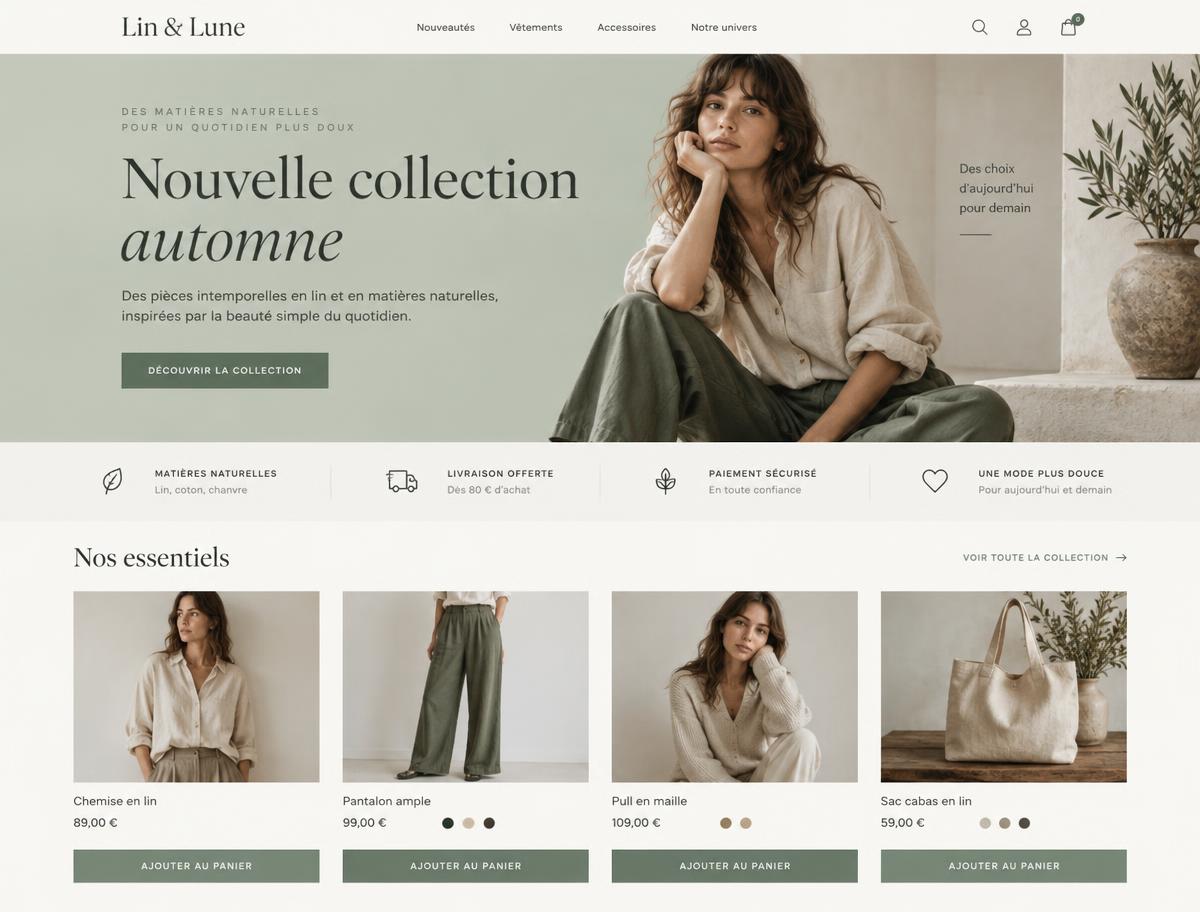 Lin & Lune
Nouveautés
Vêtements
Accessoires
Notre univers
0
DES MATIÈRES NATURELLES
POUR UN QUOTIDIEN PLUS DOUX
Nouvelle collection
automne
Des pièces intemporelles en lin et en matières naturelles,
inspirées par la beauté simple du quotidien.
DÉCOUVRIR LA COLLECTION
Des choix
d'aujourd'hui
pour demain
MATIÈRES NATURELLES
Lin, coton, chanvre
LIVRAISON OFFERTE
Dès 80 € d'achat
PAIEMENT SÉCURISÉ
En toute confiance
UNE MODE PLUS DOUCE
Pour aujourd'hui et demain
Nos essentiels
VOIR TOUTE LA COLLECTION →
Chemise en lin
89,00 €
AJOUTER AU PANIER
Pantalon ample
99,00 €
AJOUTER AU PANIER
Pull en maille
109,00 €
AJOUTER AU PANIER
Sac cabas en lin
59,00 €
AJOUTER AU PANIER